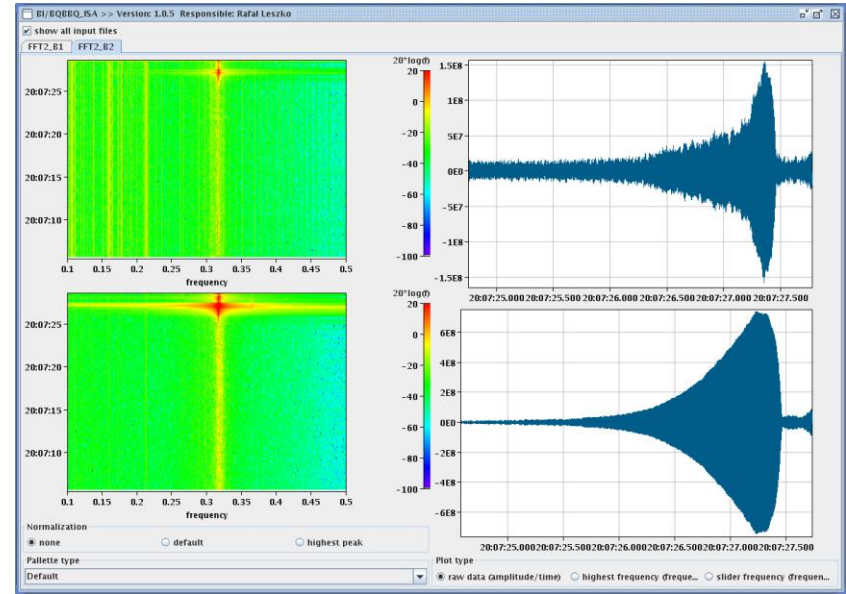 BI/BQBBQ_ISA >> Version: 1.0.5 Responsible: Rafał Leszko
show all input files
FFT2_B1 FFT2_B2
20*log(f)
20
0
-20
-40
-60
-80
-100
20:07:25
20:07:20
20:07:15
20:07:10
0.1 0.15 0.2 0.25 0.3 0.35 0.4 0.45 0.5
frequency
1.5E8
1E8
5E7
0E0
-5E7
-1E8
-1.5E8
20:07:25.000 20:07:25.500 20:07:26.000 20:07:26.500 20:07:27.000 20:07:27.500
20*log(f)
20
0
-20
-40
-60
-80
-100
20:07:25
20:07:20
20:07:15
20:07:10
0.1 0.15 0.2 0.25 0.3 0.35 0.4 0.45 0.5
frequency
6E8
4E8
2E8
0E0
-2E8
-4E8
-6E8
20:07:25.000 20:07:25.500 20:07:26.000 20:07:26.500 20:07:27.000 20:07:27.500
Normalization
none default highest peak
Pallette type
Default
Plot type
raw data (amplitude/time) highest frequency (freque... slider frequency (frequen...